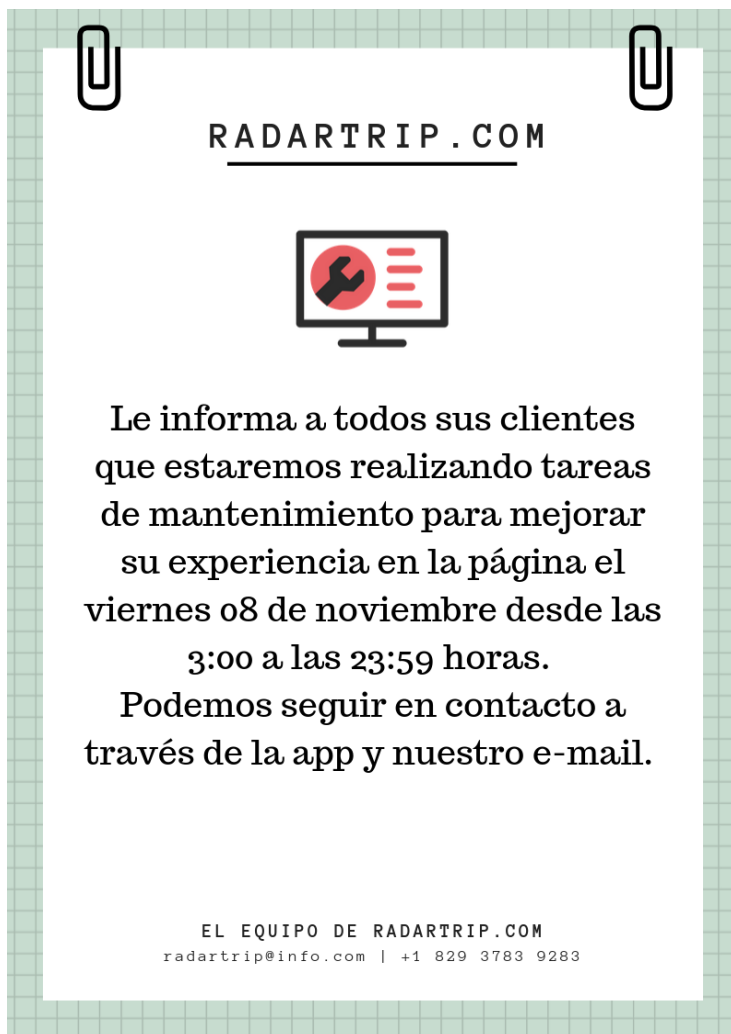 RADARTRIP.COM
Le informa a todos sus clientes
que estaremos realizando tareas
de mantenimiento para mejorar
su experiencia en la página el
viernes 08 de noviembre desde las
3:00 a las 23:59 horas.
Podemos seguir en contacto a
través de la app y nuestro e-mail.
EL EQUIPO DE RADARTRIP.COM
radartrip@info.com | +1 829 3783 9283